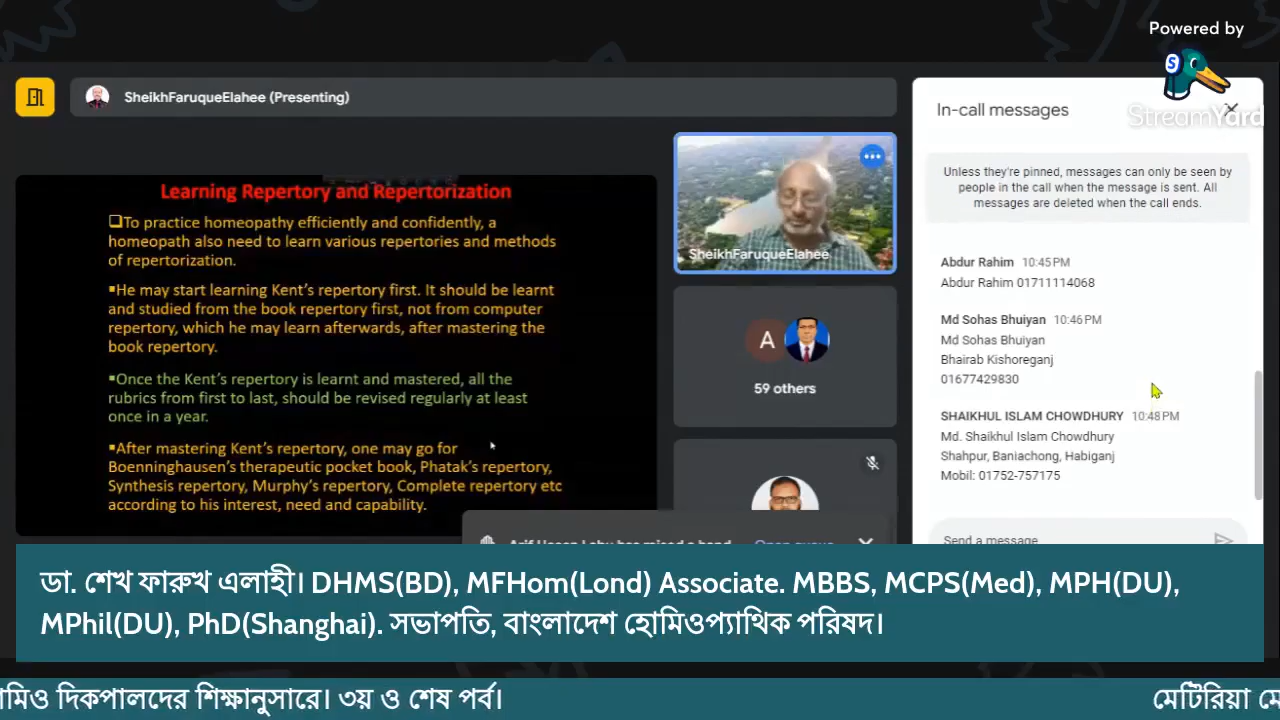 Powered by
StreamYard
SheikhFaruqueElahee (Presenting)
Learning Repertory and Repertorization
❑To practice homeopathy efficiently and confidently, a
homeopath also need to learn various repertories and methods
of repertorization.
▪He may start learning Kent's repertory first. It should be learnt
and studied from the book repertory first, not from computer
repertory, which he may learn afterwards, after mastering the
book repertory.
▪Once the Kent's repertory is learnt and mastered, all the
rubrics from first to last, should be revised regularly at least
once in a year.
▪After mastering Kent's repertory, one may go for
Boenninghausen's therapeutic pocket book, Phatak's repertory,
Synthesis repertory, Murphy's repertory, Complete repertory etc
according to his interest, need and capability.
SheikhFaruqueElahee
A
59 others
In-call messages
Unless they're pinned, messages can only be seen by
people in the call when the message is sent. All
messages are deleted when the call ends.
Abdur Rahim 10:45 PM
Abdur Rahim 01711114068
Md Sohas Bhuiyan 10:46 PM
Md Sohas Bhuiyan
Bhairab Kishoreganj
01677429830
SHAIKHUL ISLAM CHOWDHURY 10:48 PM
Md. Shaikhul Islam Chowdhury
Shahpur, Baniachong, Habiganj
Mobil: 01752-757175
Send a message
ডা. শেখ ফারুখ এলাহী। DHMS(BD), MFHom(Lond) Associate. MBBS, MCPS(Med), MPH(DU),
MPhil(DU), PhD(Shanghai). সভাপতি, বাংলাদেশ হোমিওপ্যাথিক পরিষদ।
দিকপালদের শিক্ষানুসারে। ৩য় ও শেষ পর্ব।
মেটিরিয়া